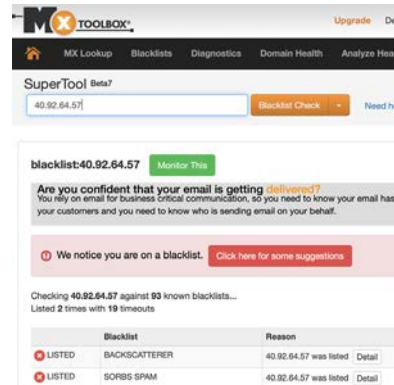 MX TOOLBOX®
Upgrade
MX Lookup Blacklists Diagnostics Domain Health
SuperTool Beta7
40.92.64.57
Blacklist Check
blacklist:40.92.64.57 Monitor This
Are you confident that your email is getting delivered?
You rely on email for business critical communication, so you need to know your email has
your customers and you need to know who is sending email on your behalf.
We notice you are on a blacklist. Click here for some suggestions
Checking 40.92.64.57 against 93 known blacklists...
Listed 2 times with 19 timeouts
Blacklist Reason
LISTED BACKSCATTERER 40.92.64.57 was listed Detail
LISTED SORBS SPAM 40.92.64.57 was listed Detail